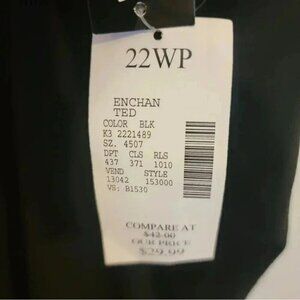 22WP
ENCHAN
TED
COLOR BLK
K3 2221489
SZ. 4507
DPT CLS RLS
437 371 1010
VEND STYLE
13042 153000
VS: B1530
COMPARE AT
$42.00
OUR PRICE
$29.99